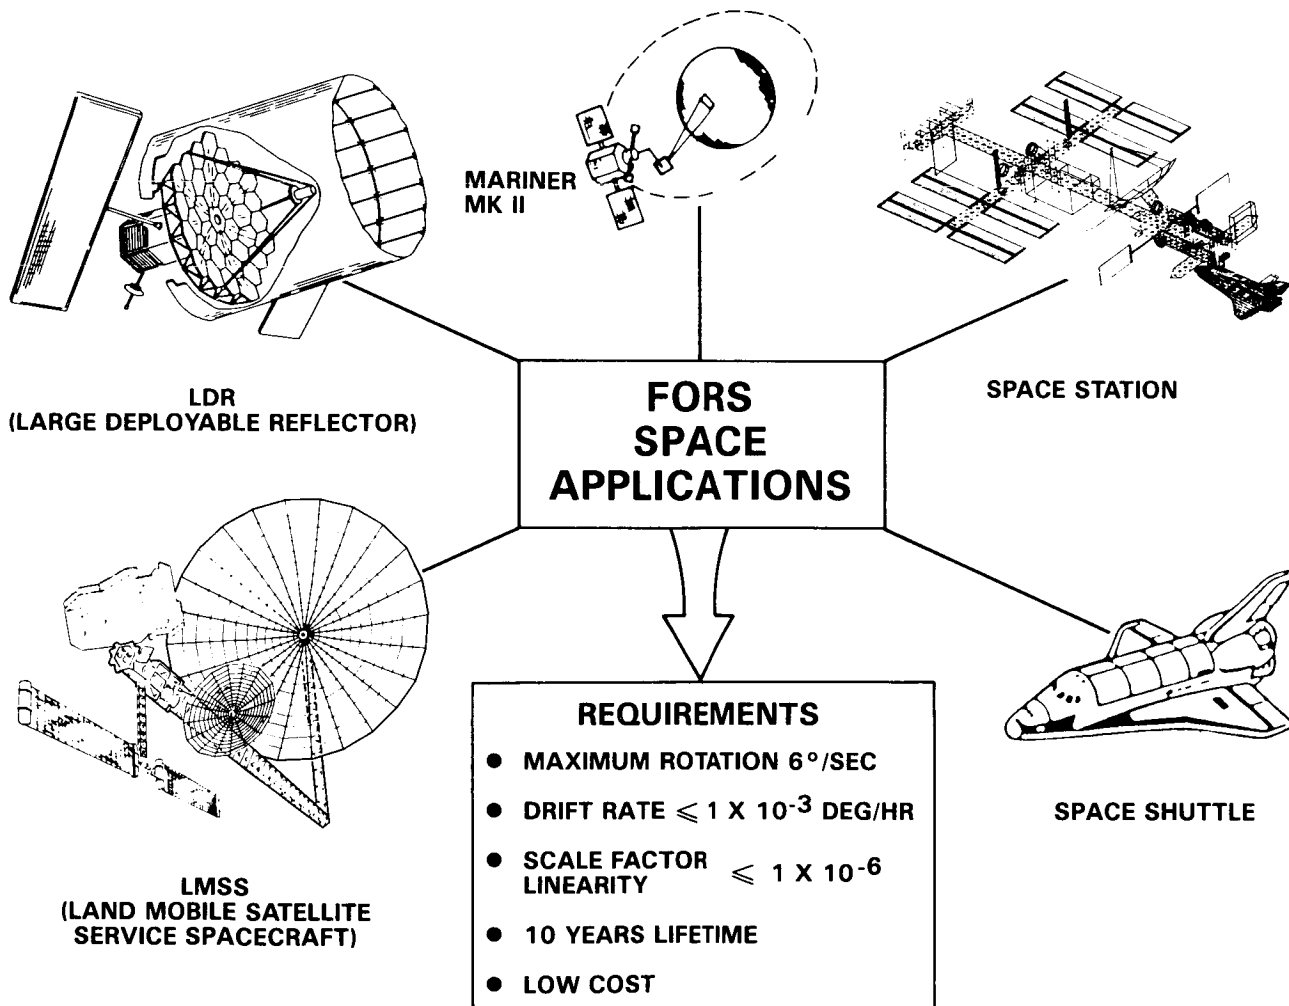 MARINER
MK II
LDR
(LARGE DEPLOYABLE REFLECTOR)
SPACE STATION
FORS
SPACE
APPLICATIONS
LMSS
(LAND MOBILE SATELLITE
SERVICE SPACECRAFT)
SPACE SHUTTLE
REQUIREMENTS
● MAXIMUM ROTATION 6°/SEC
● DRIFT RATE ⩽ 1 X 10⁻³ DEG/HR
● SCALE FACTOR
LINEARITY ⩽ 1 X 10⁻⁶
● 10 YEARS LIFETIME
● LOW COST